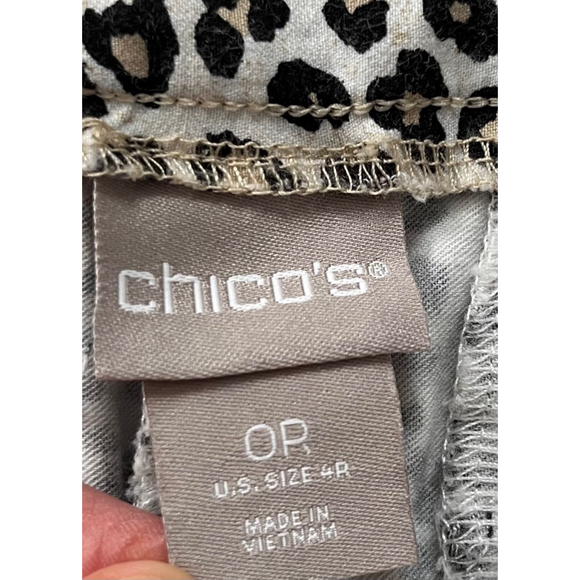 chico's®
0R
U.S. SIZE 4R
MADE IN
VIETNAM